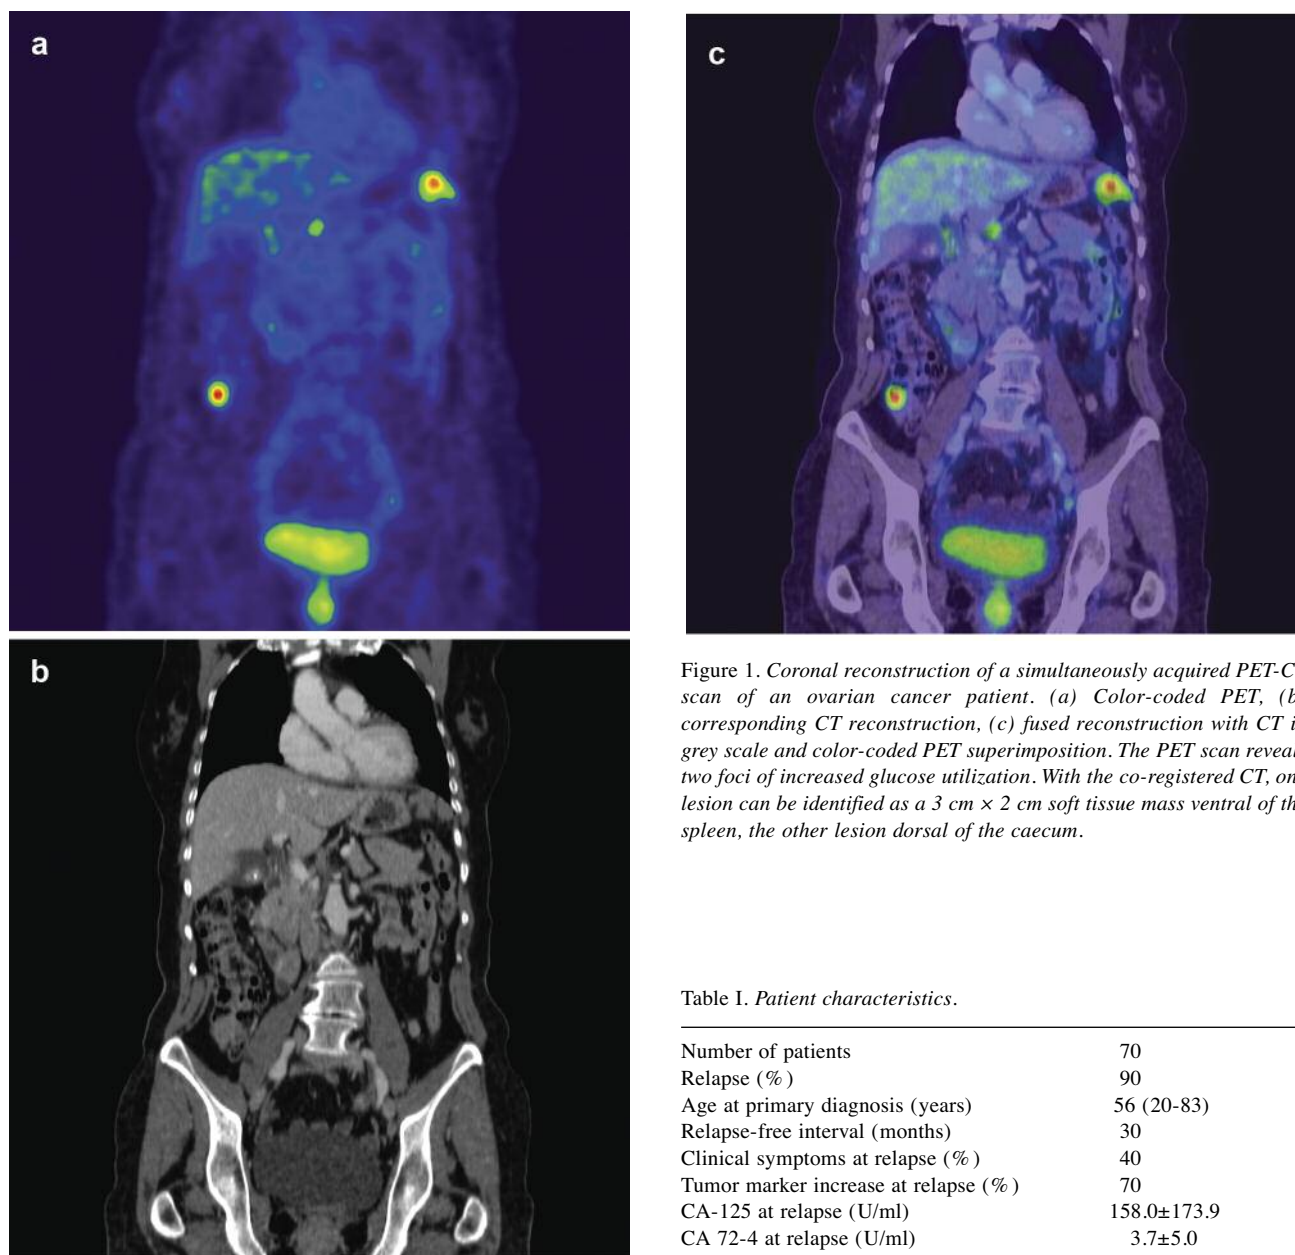 a
b
c
Figure 1. Coronal reconstruction of a simultaneously acquired PET-C
scan of an ovarian cancer patient. (a) Color-coded PET, (b
corresponding CT reconstruction, (c) fused reconstruction with CT i
grey scale and color-coded PET superimposition. The PET scan reveal
two foci of increased glucose utilization. With the co-registered CT, on
lesion can be identified as a 3 cm × 2 cm soft tissue mass ventral of th
spleen, the other lesion dorsal of the caecum.
Table I. Patient characteristics.
Number of patients 70
Relapse (%) 90
Age at primary diagnosis (years) 56 (20-83)
Relapse-free interval (months) 30
Clinical symptoms at relapse (%) 40
Tumor marker increase at relapse (%) 70
CA-125 at relapse (U/ml) 158.0±173.9
CA 72-4 at relapse (U/ml) 3.7±5.0